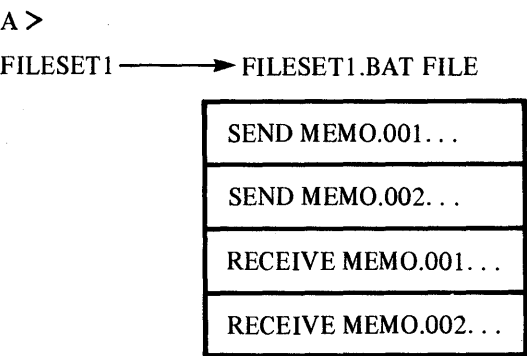 A >
FILESET1 ⟶ FILESET1.BAT FILE
SEND MEMO.001...
SEND MEMO.002...
RECEIVE MEMO.001...
RECEIVE MEMO.002...